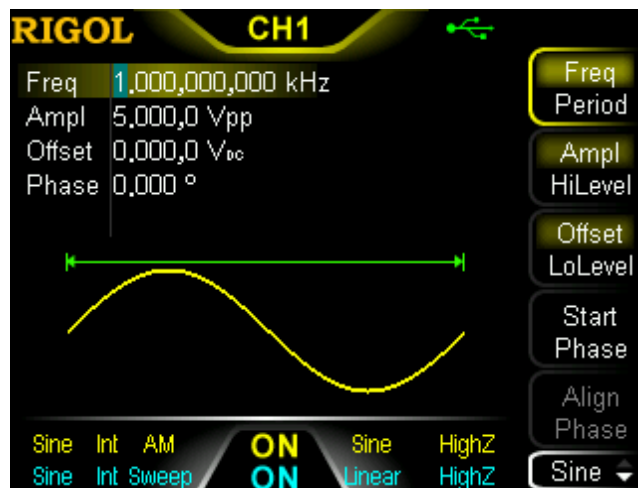 RIGOL CH1
Freq 1.000,000,000 kHz
Ampl 5.000,0 Vpp
Offset 0.000,0 VDC
Phase 0.000 °
Freq
Period
Ampl
HiLevel
Offset
LoLevel
Start
Phase
Align
Phase
Sine
Sine Int AM ON Sine HighZ
Sine Int Sweep ON Linear HighZ